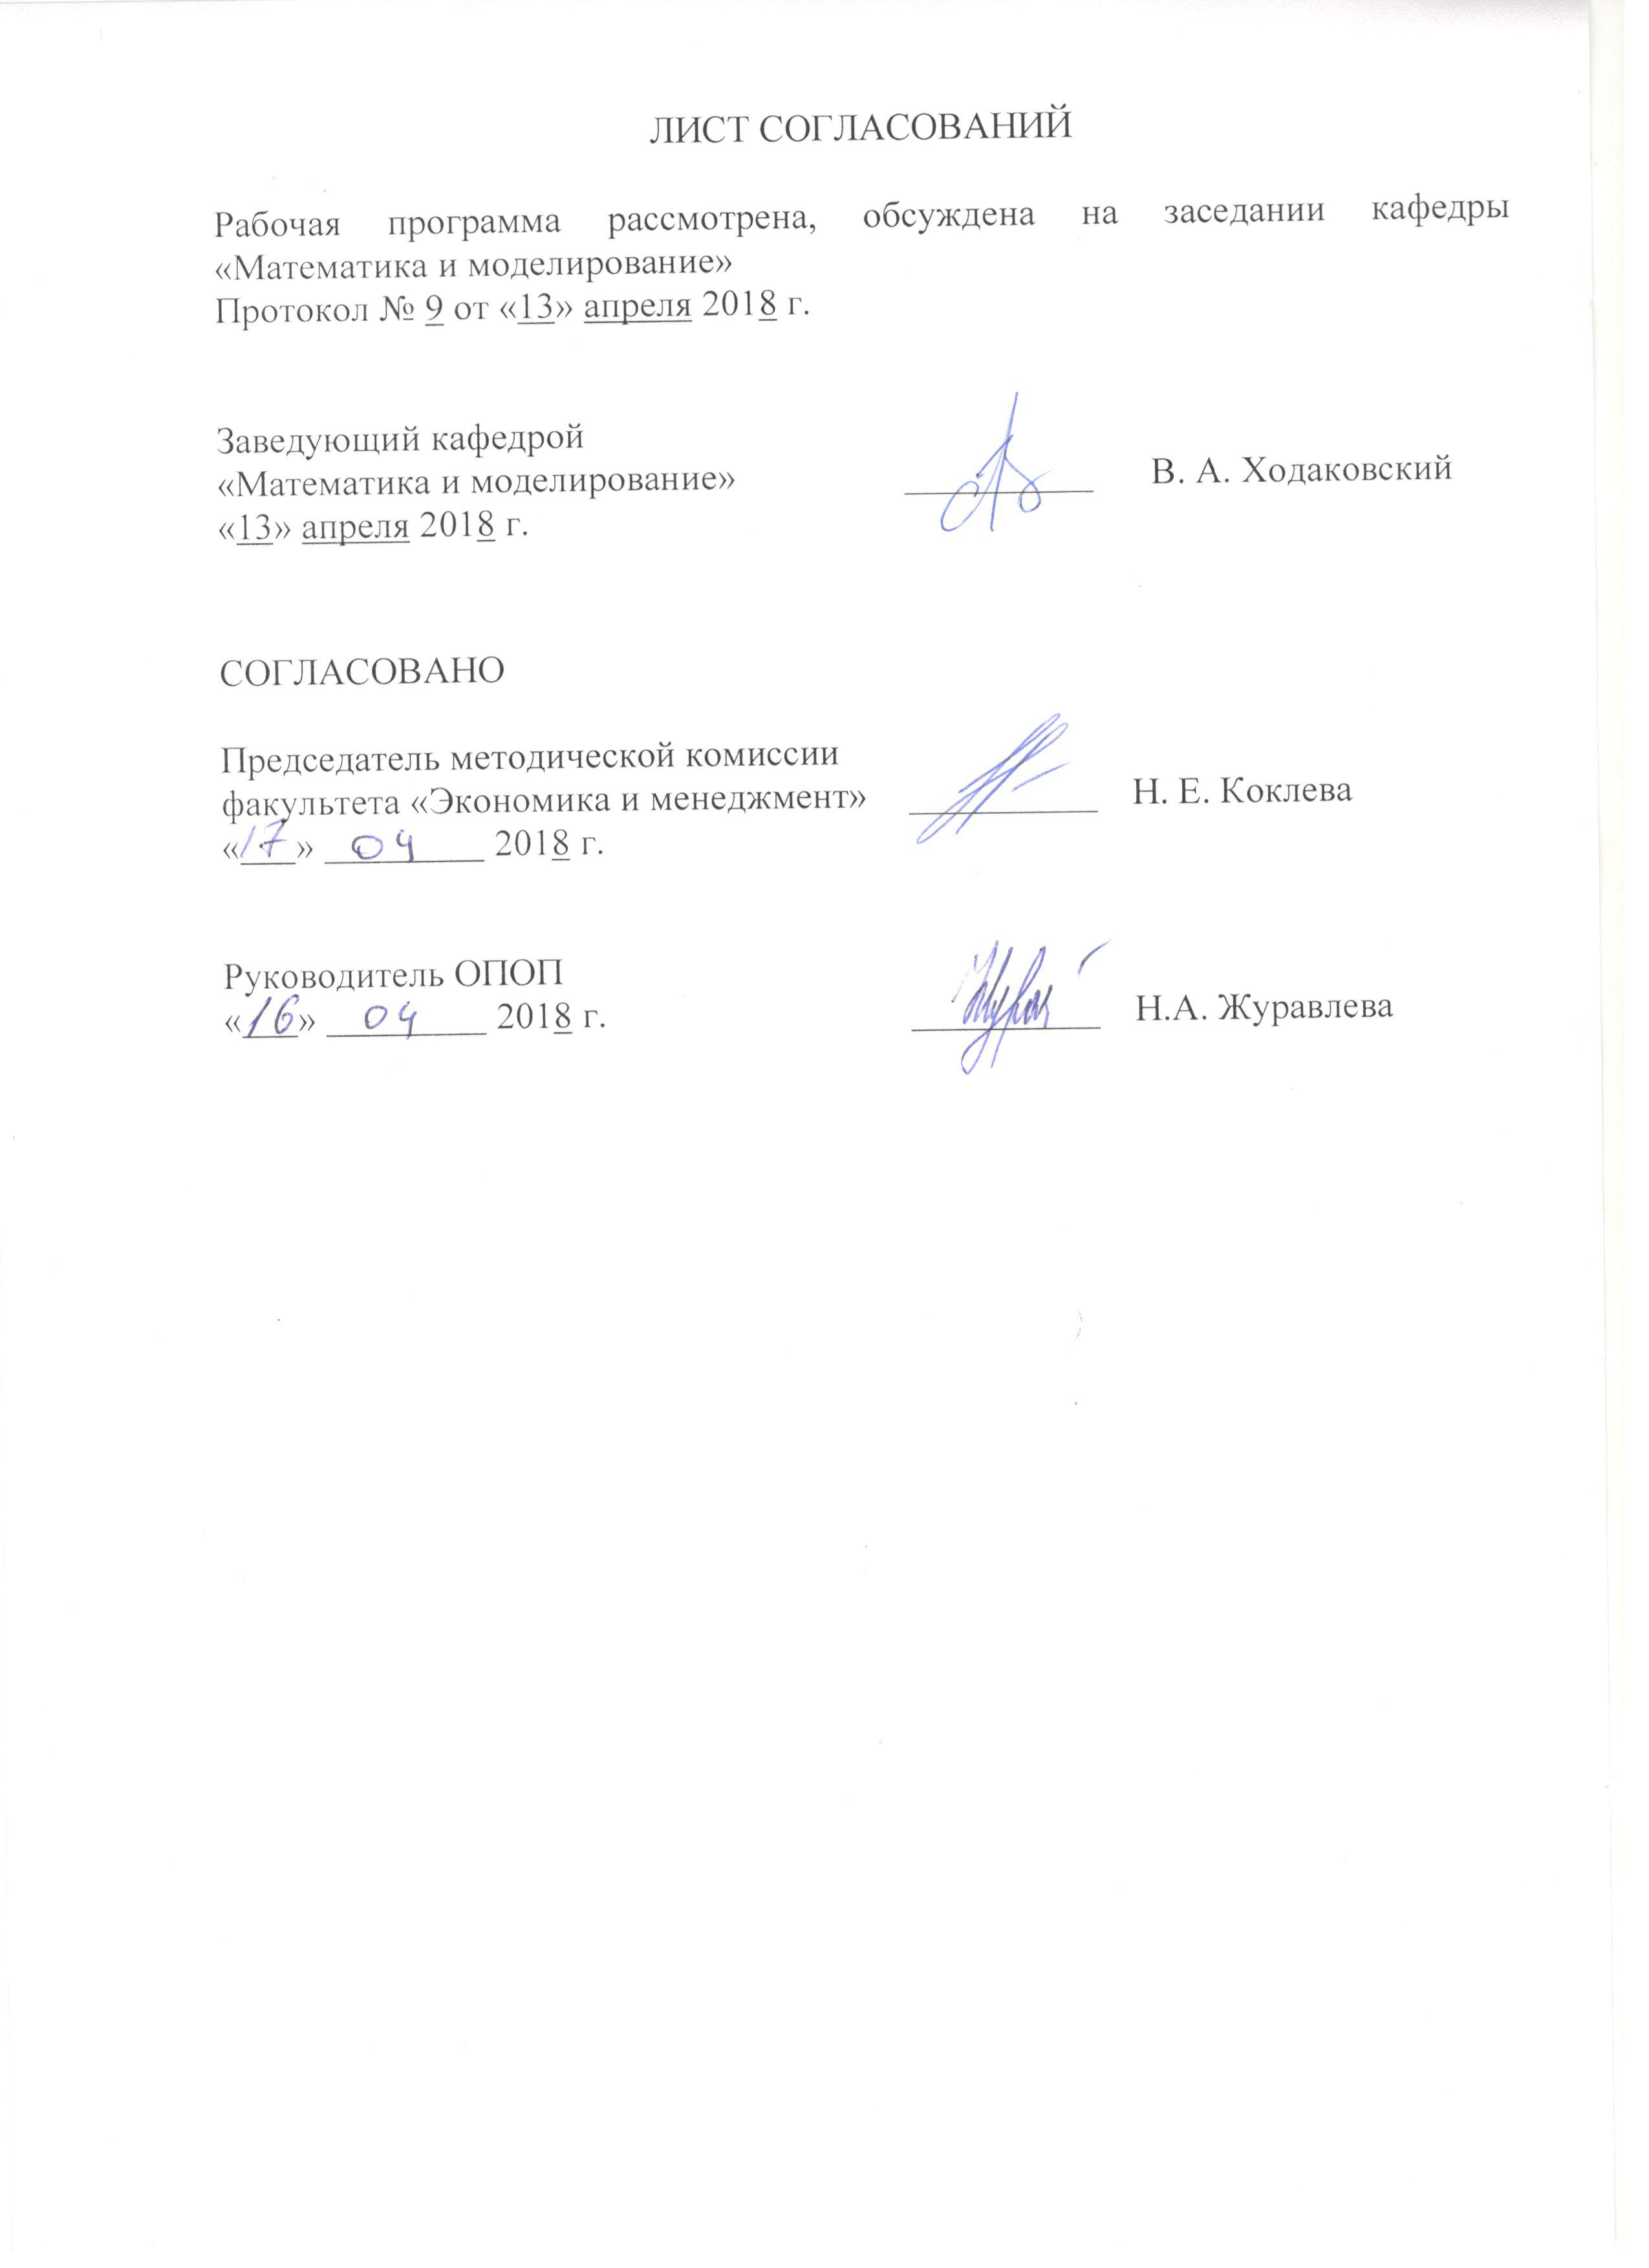 ЛИСТ СОГЛАСОВАНИЙ
Рабочая программа рассмотрена, обсуждена на заседании кафедры
«Математика и моделирование»
Протокол № 9 от «13» апреля 2018 г.
Заведующий кафедрой
«Математика и моделирование» В. А. Ходаковский
«13» апреля 2018 г.
СОГЛАСОВАНО
Председатель методической комиссии
факультета «Экономика и менеджмент» Н. Е. Коклева
«17» 04 2018 г.
Руководитель ОПОП
«16» 04 2018 г. Н.А. Журавлева